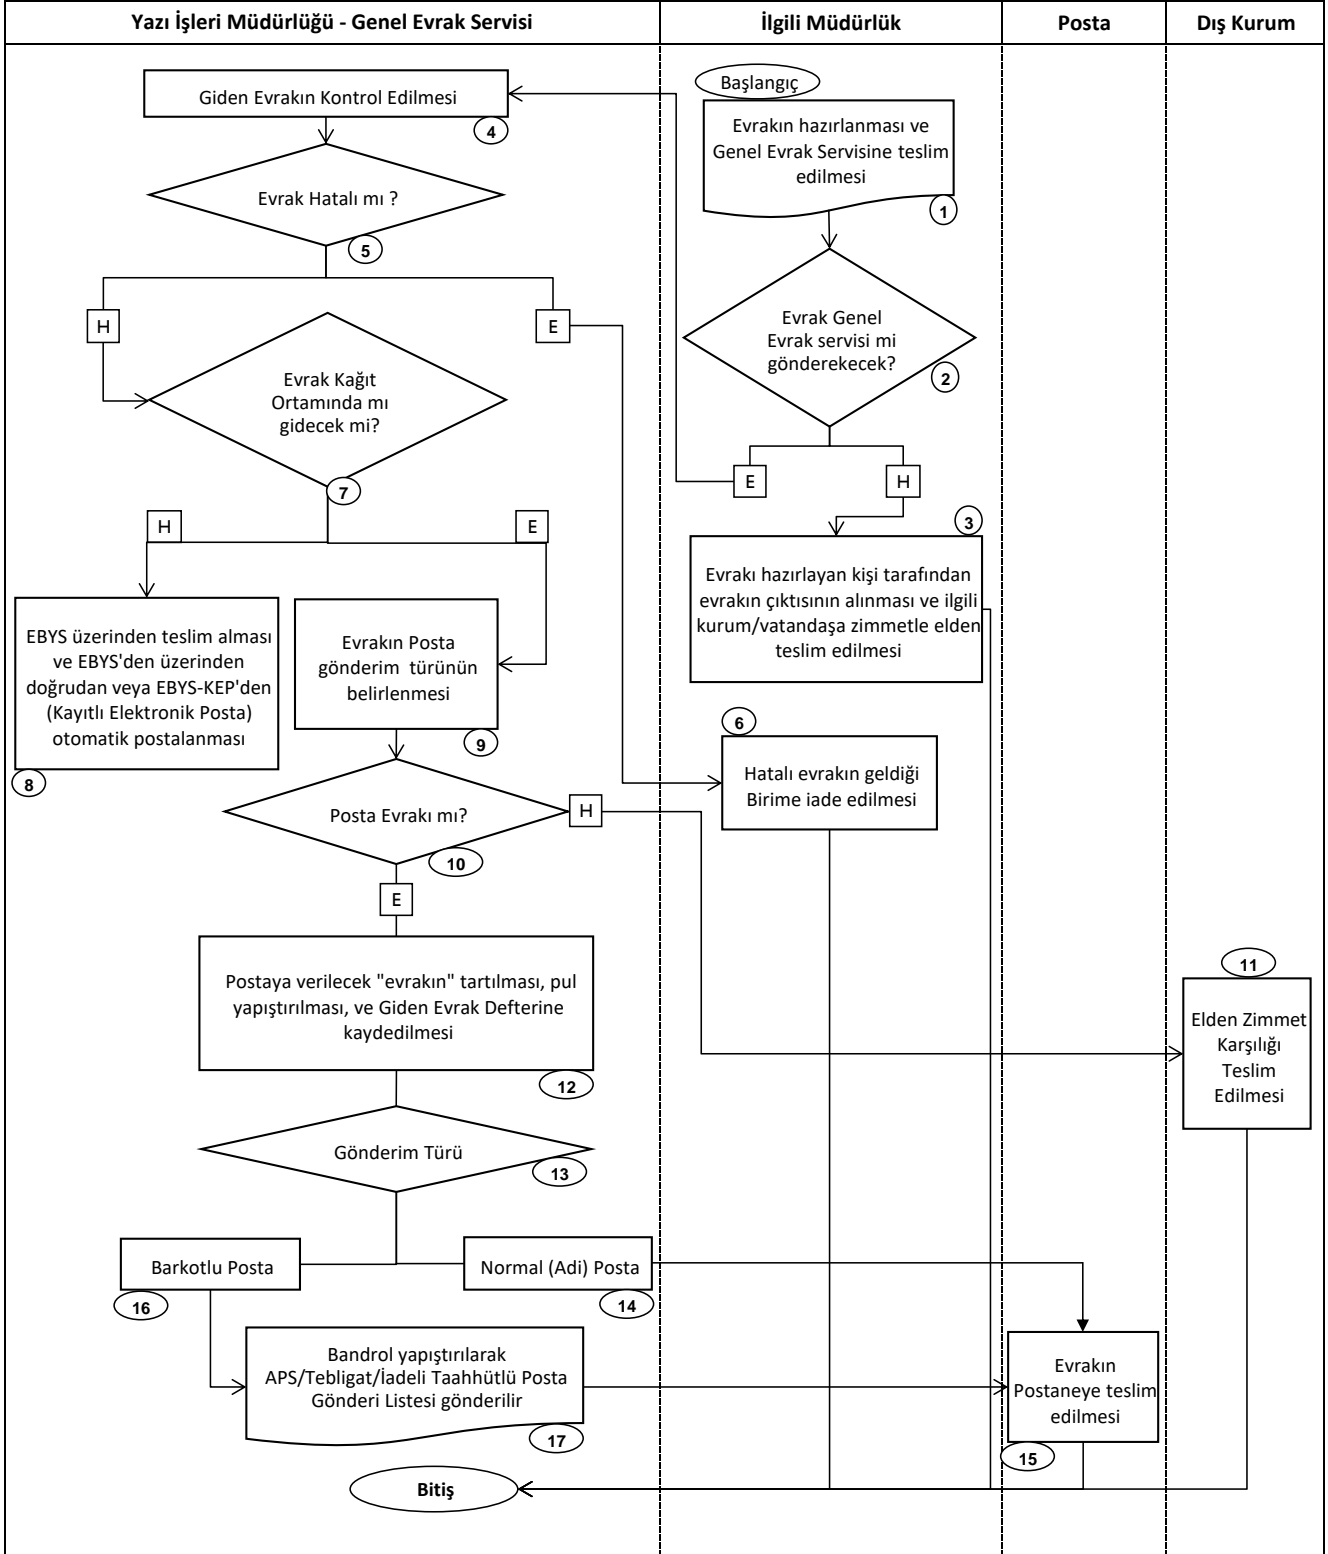 Yazı İşleri Müdürlüğü - Genel Evrak Servisi
İlgili Müdürlük
Posta
Dış Kurum
Başlangıç
Evrakın hazırlanması ve
Genel Evrak Servisine teslim
edilmesi
1
Evrak Genel
Evrak servisi mi
gönderekecek?
2
E
H
3
Evrakı hazırlayan kişi tarafından
evrakın çıktısının alınması ve ilgili
kurum/vatandaşa zimmetle elden
teslim edilmesi
Giden Evrakın Kontrol Edilmesi
4
Evrak Hatalı mı ?
5
H
E
6
Hatalı evrakın geldiği
Birime iade edilmesi
Evrak Kağıt
Ortamında mı
gidecek mi?
7
H
E
EBYS üzerinden teslim alması
ve EBYS'den üzerinden
doğrudan veya EBYS-KEP'den
(Kayıtlı Elektronik Posta)
otomatik postalanması
8
Evrakın Posta
gönderim türünün
belirlenmesi
9
Posta Evrakı mı?
10
H
E
11
Elden Zimmet
Karşılığı
Teslim
Edilmesi
Postaya verilecek "evrakın" tartılması, pul
yapıştırılması, ve Giden Evrak Defterine
kaydedilmesi
12
Gönderim Türü
13
Barkotlu Posta
16
Normal (Adi) Posta
14
Bandrol yapıştırılarak
APS/Tebligat/İadeli Taahhütlü Posta
Gönderi Listesi gönderilir
17
Evrakın
Postaneye teslim
edilmesi
15
Bitiş